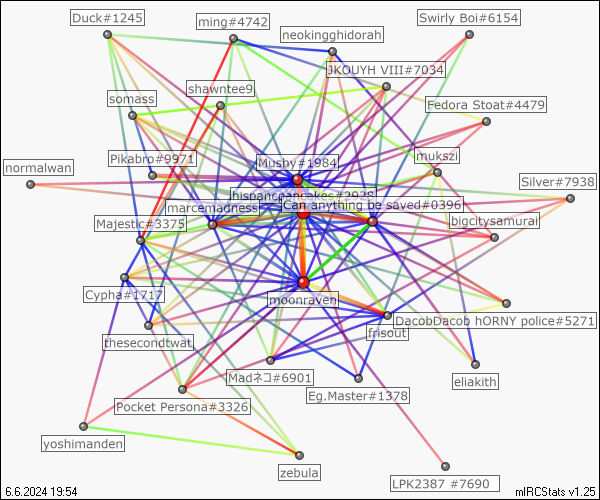 Duck#1245
ming#4742
Swirly Boi#6154
neokingghidorah
JKOUYH VIII#7034
shawntee9
somass
Fedora Stoat#4479
Pikabro#9971
Mushy#1984
mukszi
normalwan
Silver#7938
hispancpancakes#2928
Can anything be saved#0396
marcemadness
Majestic#3375
bigcitysamurai
Cypha#1717
moonraven
DacobDacob hORNY police#5271
frisout
thesecondtwat
Madネコ#6901
eliakith
Eg.Master#1378
Pocket Persona#3326
yoshimanden
zebula
LPK2387 #7690
6.6.2024 19:54
mIRCStats v1.25